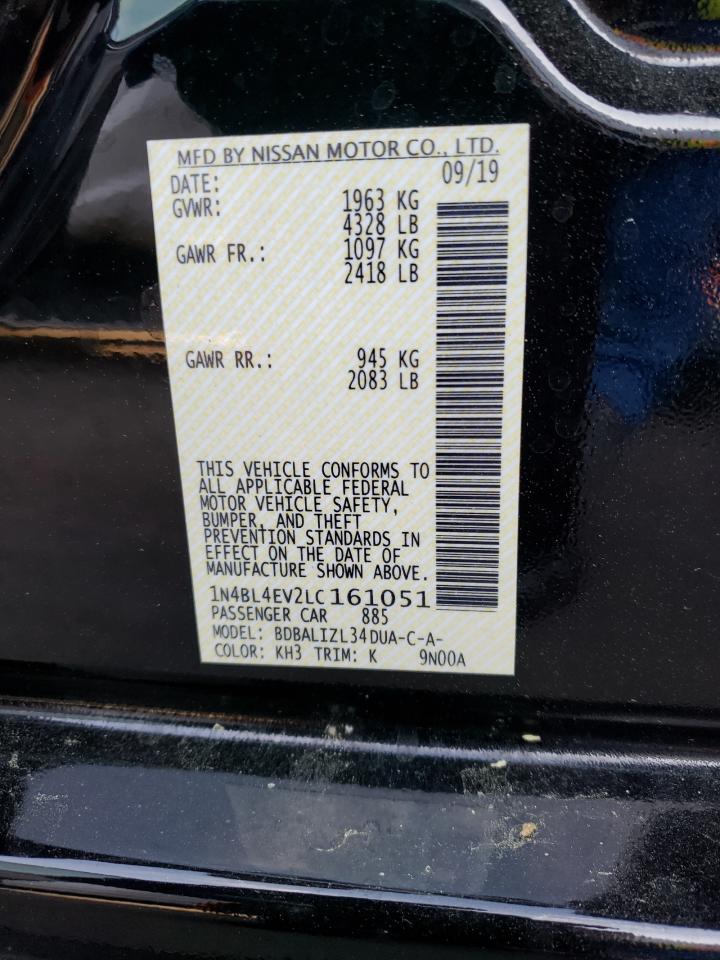 MFD BY NISSAN MOTOR CO., LTD.
DATE: 09/19
GVWR: 1963 KG
4328 LB
GAWR FR.: 1097 KG
2418 LB
GAWR RR.: 945 KG
2083 LB
THIS VEHICLE CONFORMS TO
ALL APPLICABLE FEDERAL
MOTOR VEHICLE SAFETY,
BUMPER, AND THEFT
PREVENTION STANDARDS IN
EFFECT ON THE DATE OF
MANUFACTURE SHOWN ABOVE.
1N4BL4EV2LC161051
PASSENGER CAR 885
MODEL: BDBALIZL34DUA-C-A-
COLOR: KH3 TRIM: K 9N00A